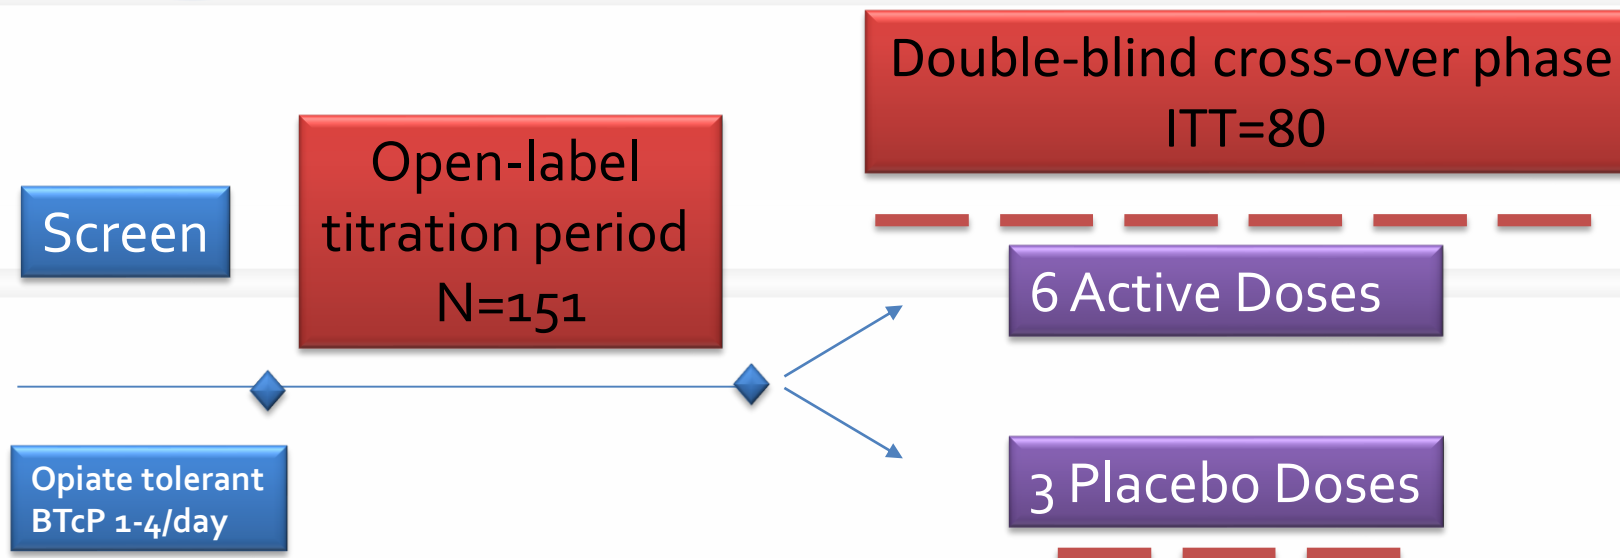 Double-blind cross-over phase
ITT=80
Open-label
titration period
N=151
Screen
6 Active Doses
Opiate tolerant
BTcP 1-4/day
3 Placebo Doses